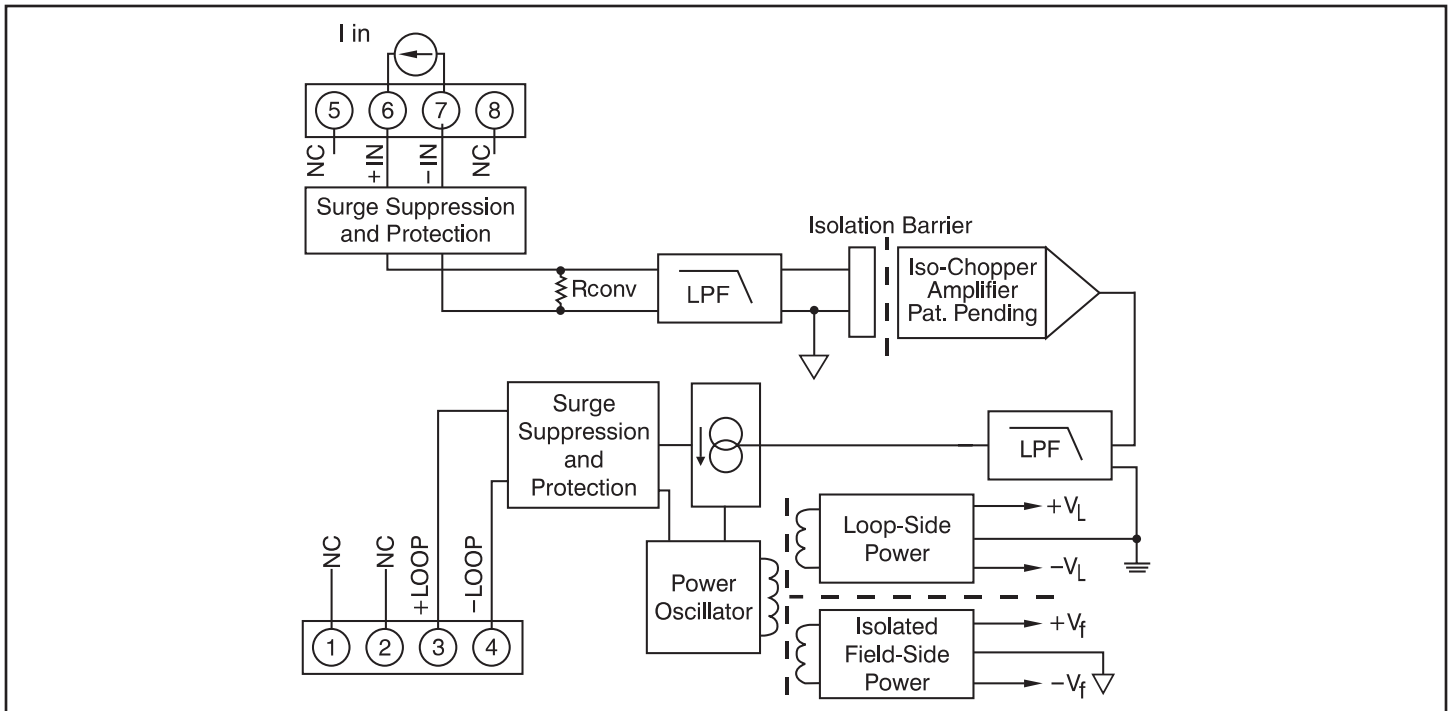 I in
5 6 7 8
NC +IN −IN NC
Surge Suppression
and Protection
Rconv
LPF
Isolation Barrier
Iso-Chopper
Amplifier
Pat. Pending
Surge
Suppression
and
Protection
LPF
Loop-Side
Power
+VL
−VL
Power
Oscillator
Isolated
Field-Side
Power
+Vf
−Vf
NC NC +LOOP −LOOP
1 2 3 4